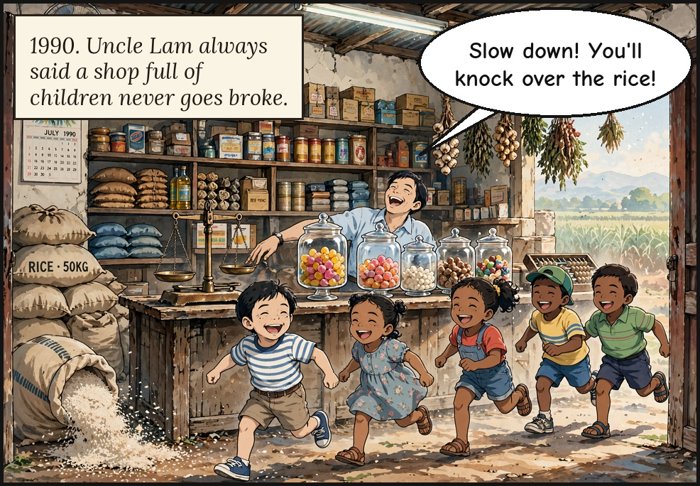 1990. Uncle Lam always
said a shop full of
children never goes broke.
Slow down! You'll
knock over the rice!
JULY 1990
RICE • 50KG